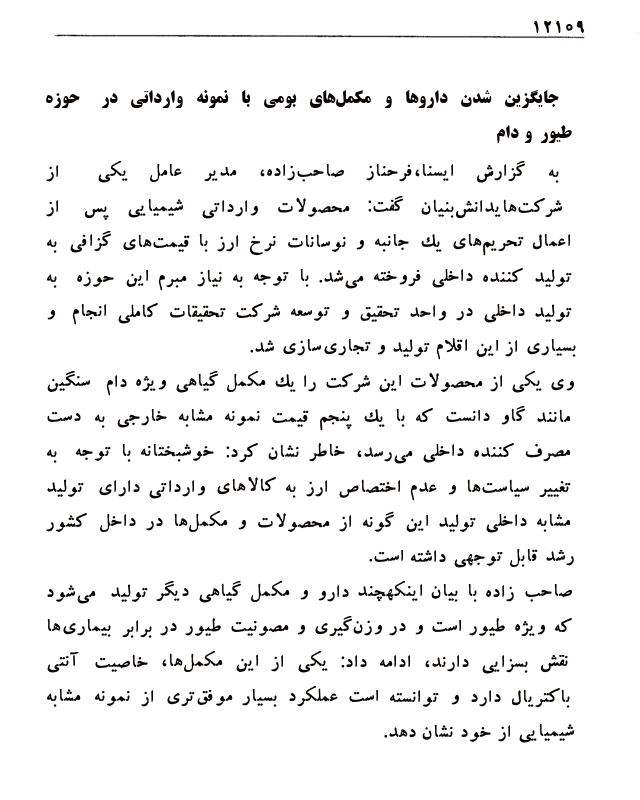 ۱۲۱۰۹
جایگزین شدن داروها و مکمل‌های بومی با نمونه وارداتی در حوزه
طیور و دام
به گزارش ایسنا،فرحناز صاحب‌زاده، مدیر عامل یکی از
شرکت‌هایدانش‌بنیان گفت: محصولات وارداتی شیمیایی پس از
اعمال تحریم‌های یك جانبه و نوسانات نرخ ارز با قیمت‌های گزافی به
تولید کننده داخلی فروخته می‌شد. با توجه به نیاز مبرم این حوزه به
تولید داخلی در واحد تحقیق و توسعه شرکت تحقیقات کاملی انجام و
بسیاری از این اقلام تولید و تجاری‌سازی شد.
وی یکی از محصولات این شرکت را یك مکمل گیاهی ویژه دام سنگین
مانند گاو دانست که با یك پنجم قیمت نمونه مشابه خارجی به دست
مصرف کننده داخلی می‌رسد، خاطر نشان کرد: خوشبختانه با توجه به
تغییر سیاست‌ها و عدم اختصاص ارز به کالاهای وارداتی دارای تولید
مشابه داخلی تولید این گونه از محصولات و مکمل‌ها در داخل کشور
رشد قابل توجهی داشته است.
صاحب زاده با بیان اینکهچند دارو و مکمل گیاهی دیگر تولید می‌شود
که ویژه طیور است و در وزن‌گیری و مصونیت طیور در برابر بیماری‌ها
نقش بسزایی دارند، ادامه داد: یکی از این مکمل‌ها، خاصیت آنتی
باکتریال دارد و توانسته است عملکرد بسیار موفق‌تری از نمونه مشابه
شیمیایی از خود نشان دهد.